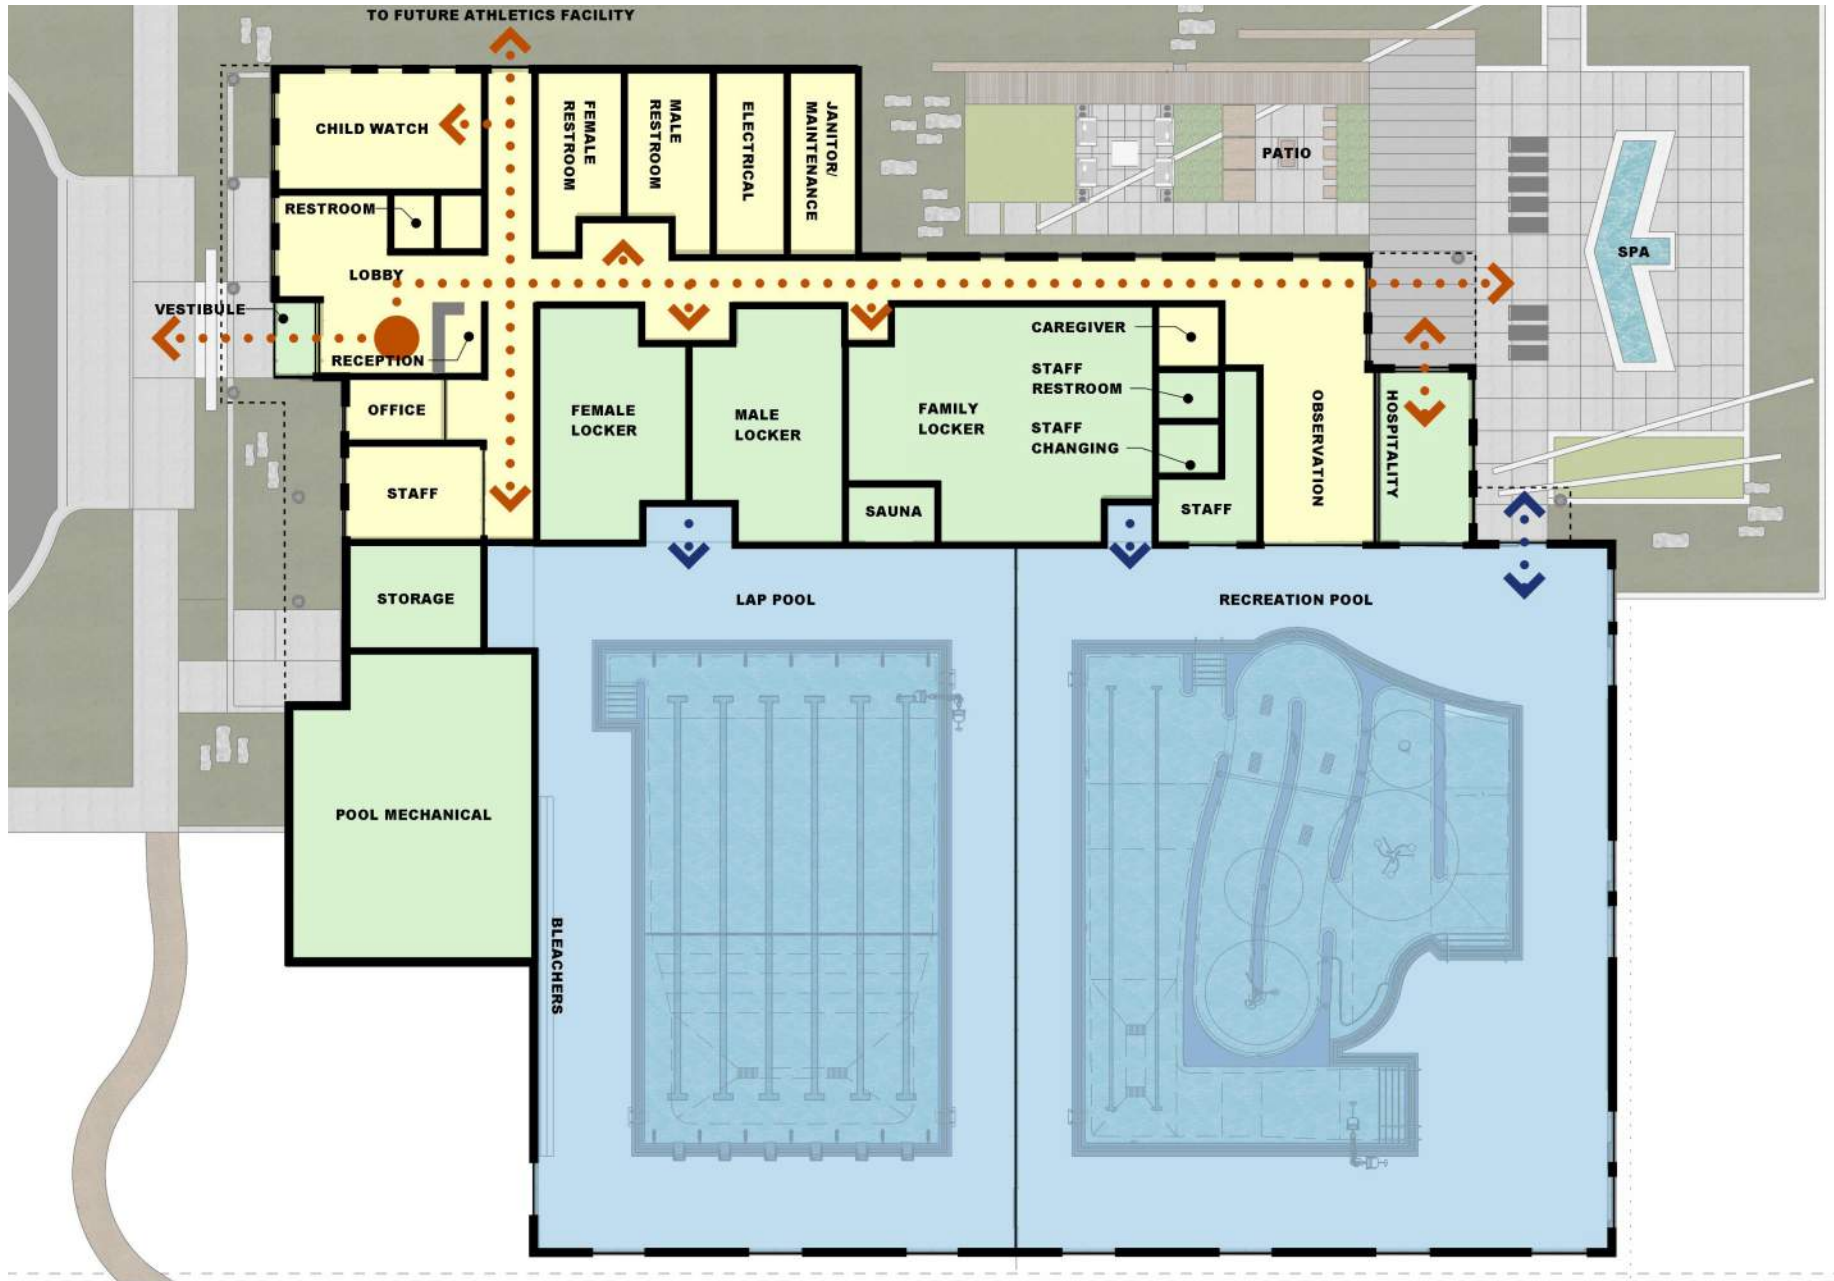 TO FUTURE ATHLETICS FACILITY
CHILD WATCH
FEMALE
RESTROOM
MALE
RESTROOM
ELECTRICAL
JANITOR/
MAINTENANCE
PATIO
RESTROOM
SPA
LOBBY
VESTIBULE
RECEPTION
CAREGIVER
STAFF
RESTROOM
OFFICE
FEMALE
LOCKER
MALE
LOCKER
FAMILY
LOCKER
STAFF
CHANGING
OBSERVATION
HOSPITALITY
STAFF
SAUNA
STAFF
STORAGE
LAP POOL
RECREATION POOL
POOL MECHANICAL
BLEACHERS